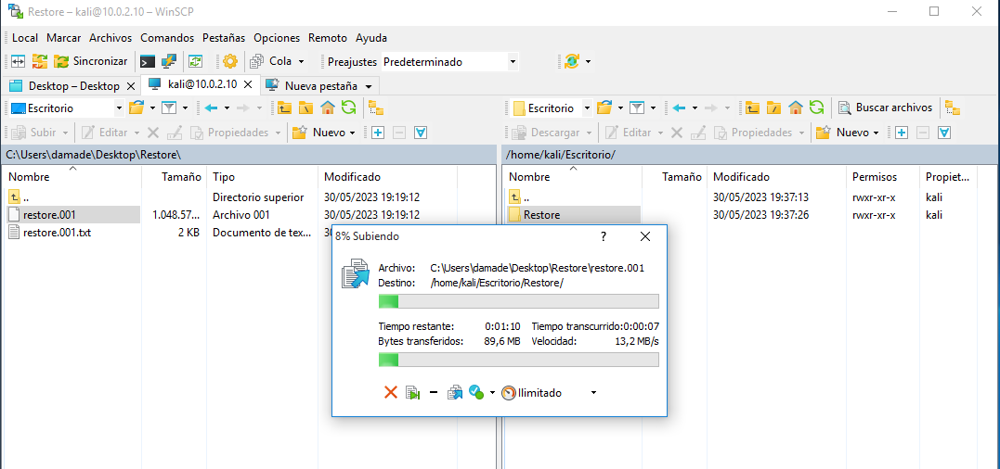 Restore – kali@10.0.2.10 – WinSCP
Local Marcar Archivos Comandos Pestañas Opciones Remoto Ayuda
Sincronizar Cola Preajustes Predeterminado
Desktop – Desktop kali@10.0.2.10 Nueva pestaña
Escritorio Escritorio Buscar archivos
Subir Editar Propiedades Nuevo Descargar Editar Propiedades Nuevo
C:\Users\damade\Desktop\Restore\ /home/kali/Escritorio/
Nombre Tamaño Tipo Modificado Nombre Tamaño Modificado Permisos Propiet...
.. Directorio superior 30/05/2023 19:19:12 .. 30/05/2023 19:37:13 rwxr-xr-x kali
restore.001 1.048.57... Archivo 001 30/05/2023 19:19:12 Restore 30/05/2023 19:37:26 rwxr-xr-x kali
restore.001.txt 2 KB Documento de tex...
8% Subiendo
Archivo: C:\Users\damade\Desktop\Restore\restore.001
Destino: /home/kali/Escritorio/Restore/
Tiempo restante: 0:01:10 Tiempo transcurrido:0:00:07
Bytes transferidos: 89,6 MB Velocidad: 13,2 MB/s
Ilimitado